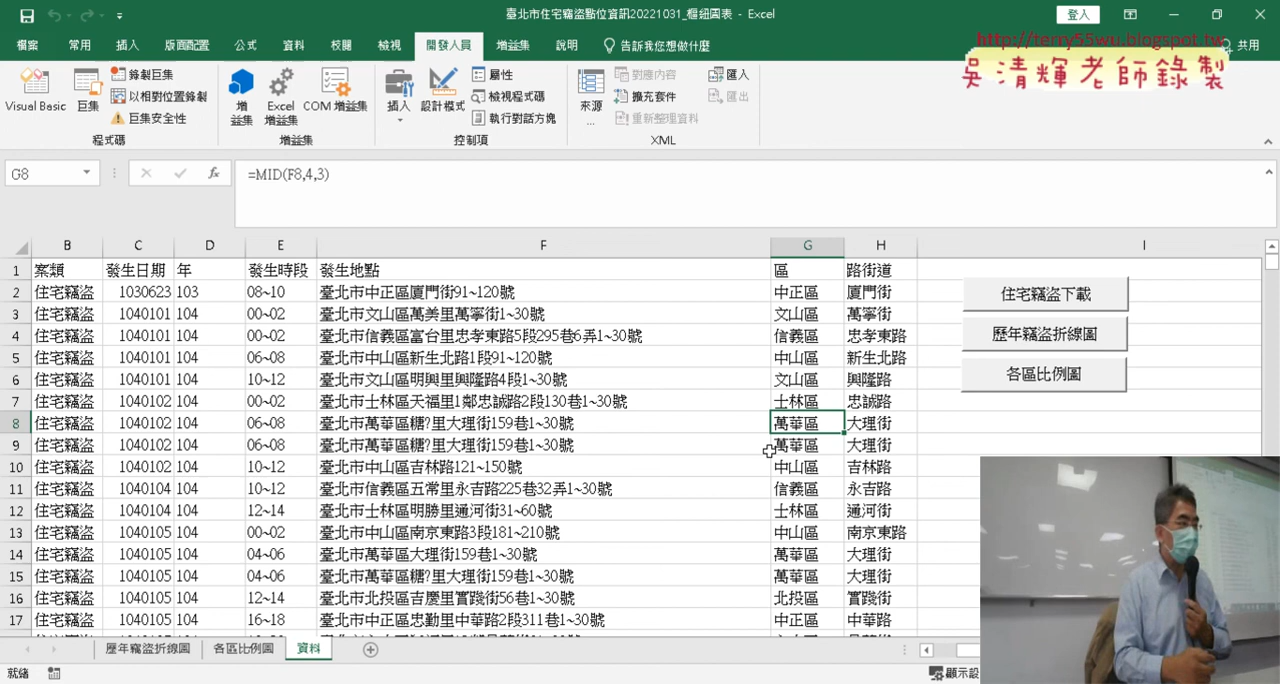 臺北市住宅竊盜點位資訊20221031_樞紐圖表 - Excel
登入
檔案 常用 插入 版面配置 公式 資料 校閱 檢視 開發人員 增益集 說明 告訴我您想做什麼 共用
http://terry55wu.blogspot.tw
吳清輝老師錄製
Visual Basic 巨集 錄製巨集 以相對位置錄製 巨集安全性
程式碼
增益集 Excel 增益集 COM 增益集
增益集
插入 設計模式 屬性 檢視程式碼 執行對話方塊
控制項
來源... 對應內容 擴充套件 重新整理資料 匯入 匯出
XML
G8 fx =MID(F8,4,3)
B C D E F G H I
1 案類 發生日期 年 發生時段 發生地點 區 路街道
2 住宅竊盜 1030623 103 08~10 臺北市中正區廈門街91~120號 中正區 廈門街
3 住宅竊盜 1040101 104 00~02 臺北市文山區萬美里萬寧街1~30號 文山區 萬寧街
4 住宅竊盜 1040101 104 00~02 臺北市信義區富台里忠孝東路5段295巷6弄1~30號 信義區 忠孝東路
5 住宅竊盜 1040101 104 06~08 臺北市中山區新生北路1段91~120號 中山區 新生北路
6 住宅竊盜 1040101 104 10~12 臺北市文山區明興里興隆路4段1~30號 文山區 興隆路
7 住宅竊盜 1040102 104 00~02 臺北市士林區天福里1鄰忠誠路2段130巷1~30號 士林區 忠誠路
8 住宅竊盜 1040102 104 06~08 臺北市萬華區糖?里大理街159巷1~30號 萬華區 大理街
9 住宅竊盜 1040102 104 06~08 臺北市萬華區糖?里大理街159巷1~30號 萬華區 大理街
10 住宅竊盜 1040102 104 10~12 臺北市中山區吉林路121~150號 中山區 吉林路
11 住宅竊盜 1040104 104 10~12 臺北市信義區五常里永吉路225巷32弄1~30號 信義區 永吉路
12 住宅竊盜 1040104 104 12~14 臺北市士林區明勝里通河街31~60號 士林區 通河街
13 住宅竊盜 1040105 104 00~02 臺北市中山區南京東路3段181~210號 中山區 南京東路
14 住宅竊盜 1040105 104 04~06 臺北市萬華區大理街159巷1~30號 萬華區 大理街
15 住宅竊盜 1040105 104 04~06 臺北市萬華區糖?里大理街159巷1~30號 萬華區 大理街
16 住宅竊盜 1040105 104 12~14 臺北市北投區吉慶里實踐街56巷1~30號 北投區 實踐街
17 住宅竊盜 1040105 104 16~18 臺北市中正區忠勤里中華路2段311巷1~30號 中正區 中華路
住宅竊盜下載
歷年竊盜折線圖
各區比例圖
歷年竊盜折線圖 各區比例圖 資料
就緒 顯示設